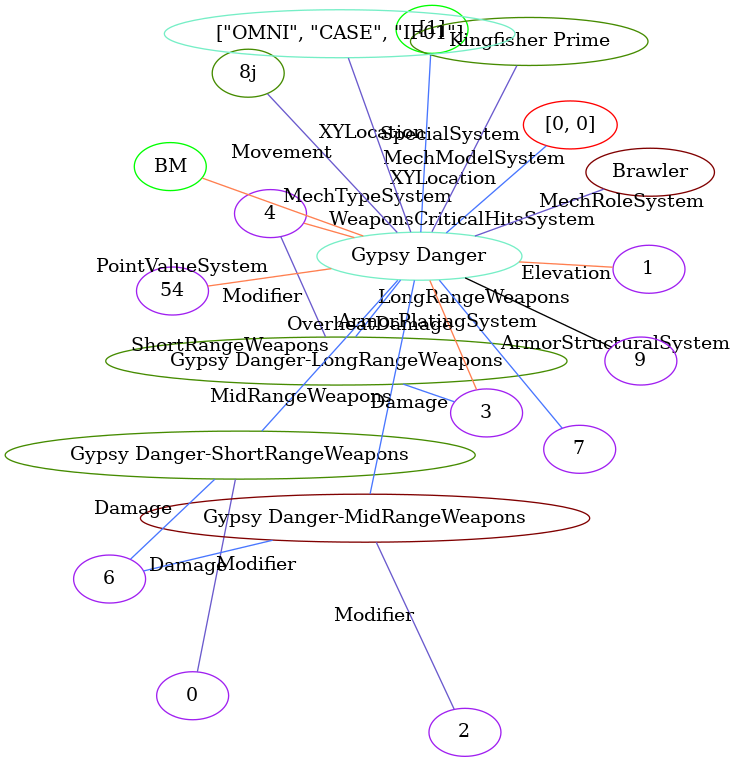 ["OMNI", "CASE", "IF01"]
[1]
Kingfisher Prime
8j
[0, 0]
XYLocation
SpecialSystem
Movement
MechModelSystem
BM
Brawler
XYLocation
MechTypeSystem
MechRoleSystem
4
WeaponsCriticalHitsSystem
Gypsy Danger
PointValueSystem
Elevation
1
54
Modifier
LongRangeWeapons
OverheatDamage
ArmorPlatingSystem
ShortRangeWeapons
ArmorStructuralSystem
Gypsy Danger-LongRangeWeapons
9
MidRangeWeapons
Damage
3
7
Gypsy Danger-ShortRangeWeapons
Damage
Gypsy Danger-MidRangeWeapons
Damage
Modifier
6
Modifier
0
2